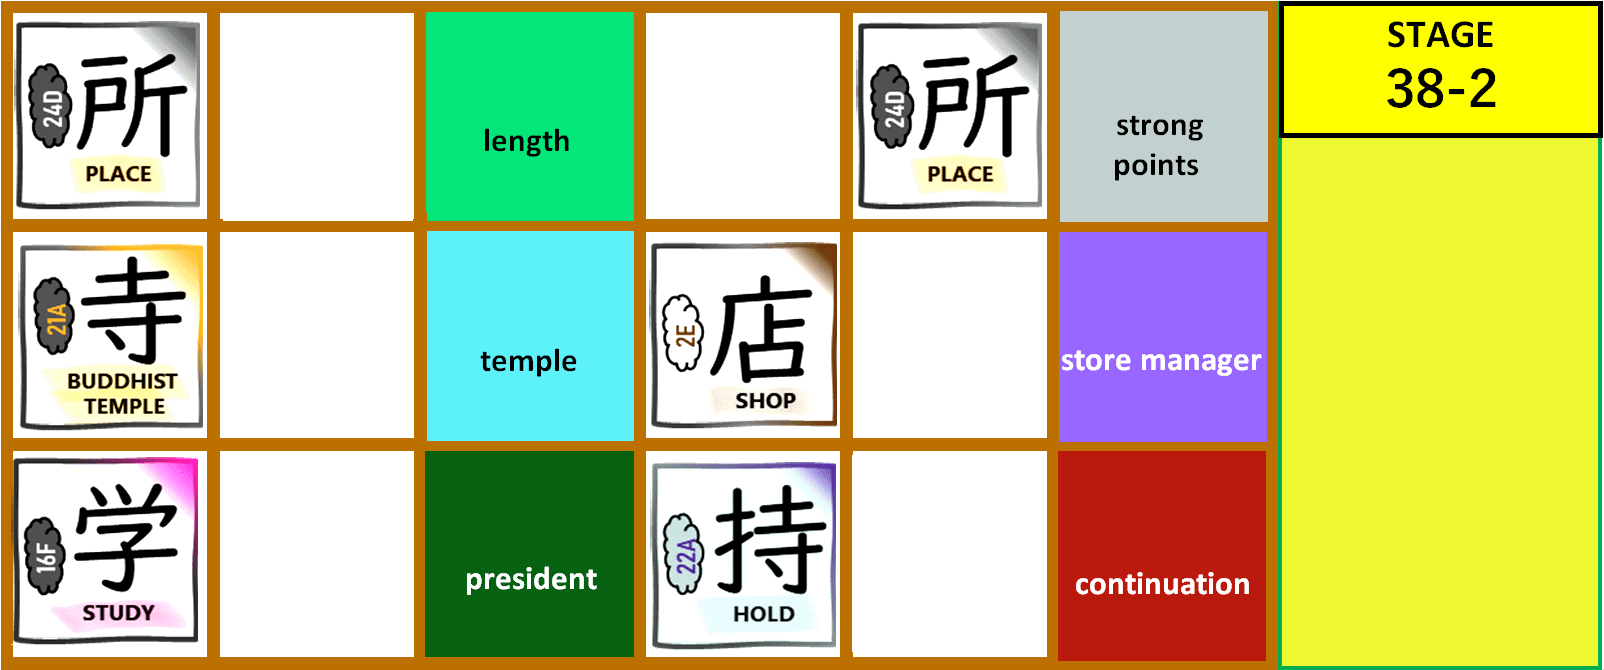 24D
所
PLACE
length
24D
所
PLACE
strong
points
STAGE
38-2
21A
寺
BUDDHIST
TEMPLE
temple
2E
店
SHOP
store manager
16F
学
STUDY
president
22A
持
HOLD
continuation